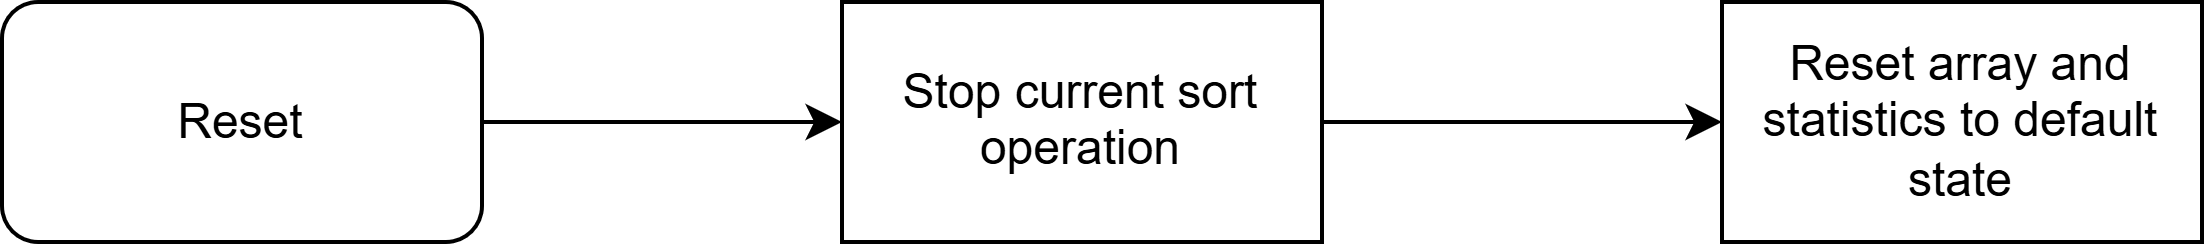 Reset
Stop current sort
operation
Reset array and
statistics to default
state